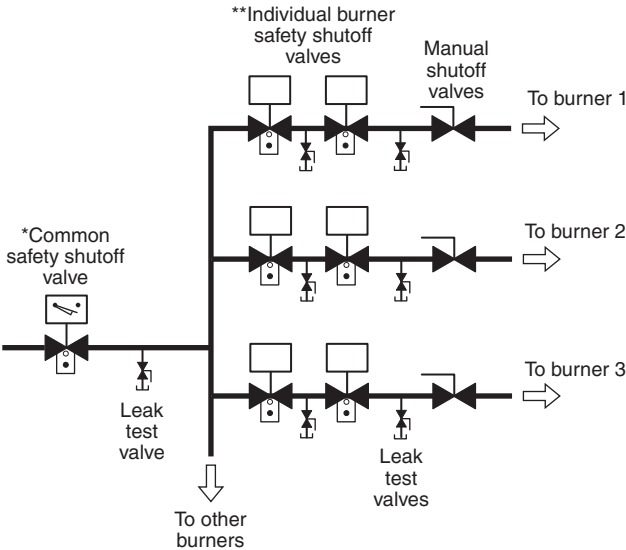 **Individual burner
safety shutoff
valves
Manual
shutoff
valves
To burner 1
To burner 2
*Common
safety shutoff
valve
To burner 3
Leak
test
valve
Leak
test
valves
To other
burners